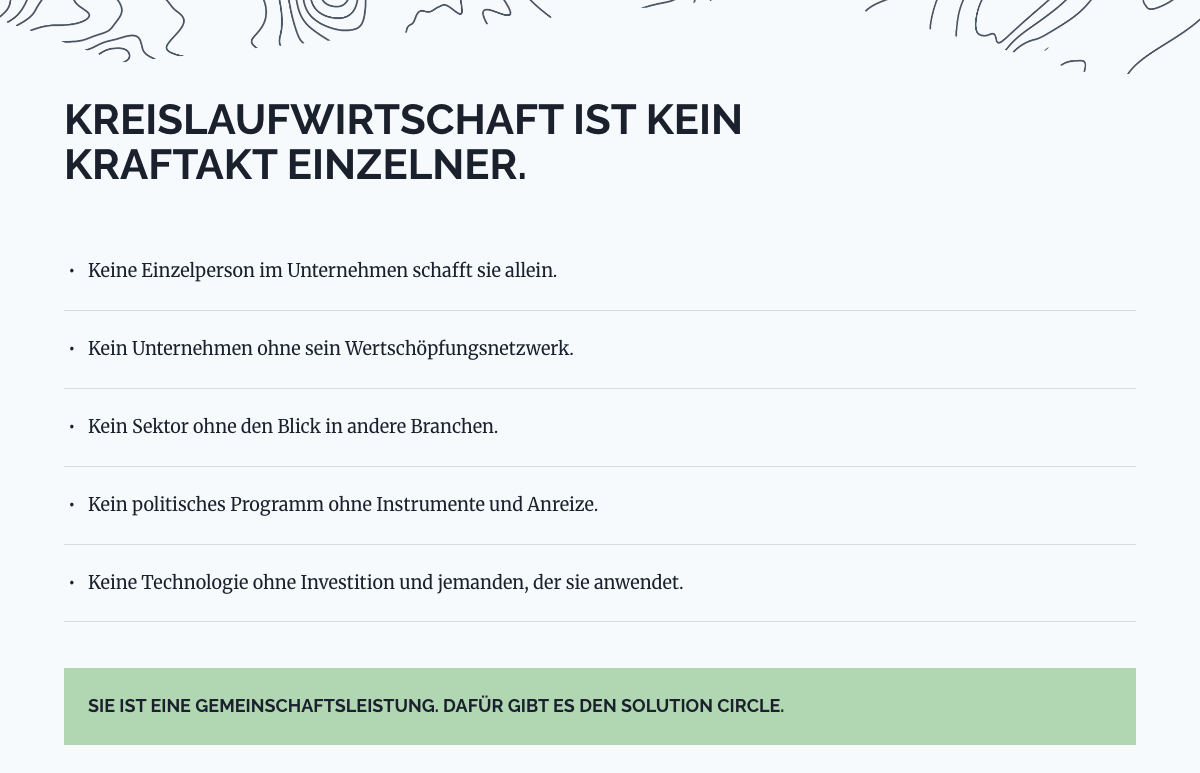 KREISLAUFWIRTSCHAFT IST KEIN
KRAFTAKT EINZELNER.
• Keine Einzelperson im Unternehmen schafft sie allein.
• Kein Unternehmen ohne sein Wertschöpfungsnetzwerk.
• Kein Sektor ohne den Blick in andere Branchen.
• Kein politisches Programm ohne Instrumente und Anreize.
• Keine Technologie ohne Investition und jemanden, der sie anwendet.
SIE IST EINE GEMEINSCHAFTSLEISTUNG. DAFÜR GIBT ES DEN SOLUTION CIRCLE.